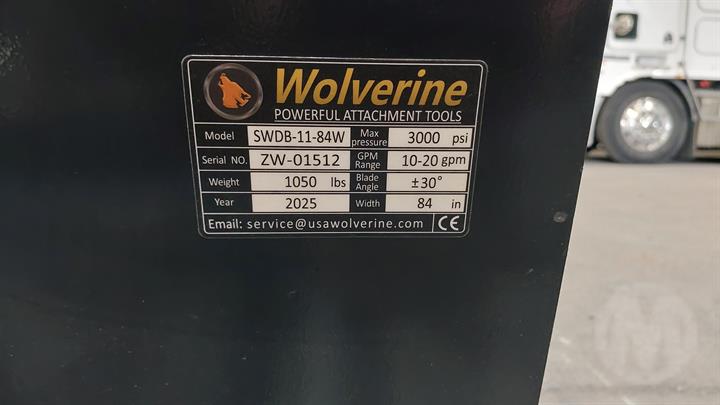 Wolverine
POWERFUL ATTACHMENT TOOLS
Model SWDB-11-84W Max pressure 3000 psi
Serial NO. ZW-01512 GPM Range 10-20 gpm
Weight 1050 lbs Blade Angle ±30°
Year 2025 Width 84 in
Email: service@usawolverine.com CE
M